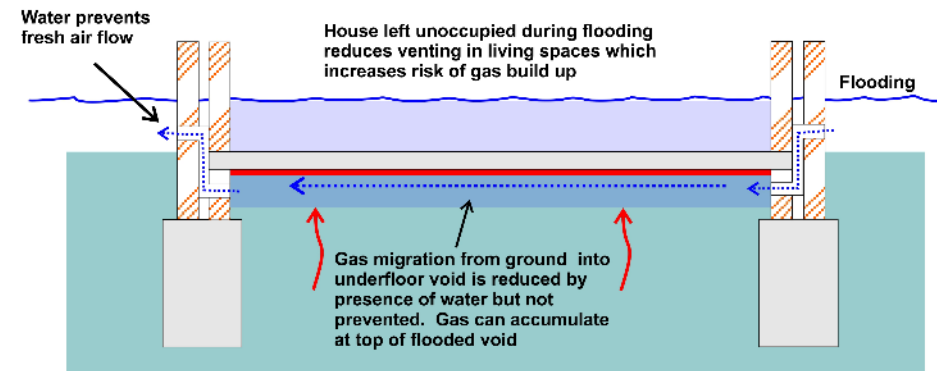 Water prevents
fresh air flow
House left unoccupied during flooding
reduces venting in living spaces which
increases risk of gas build up
Flooding
Gas migration from ground into
underfloor void is reduced by
presence of water but not
prevented. Gas can accumulate
at top of flooded void